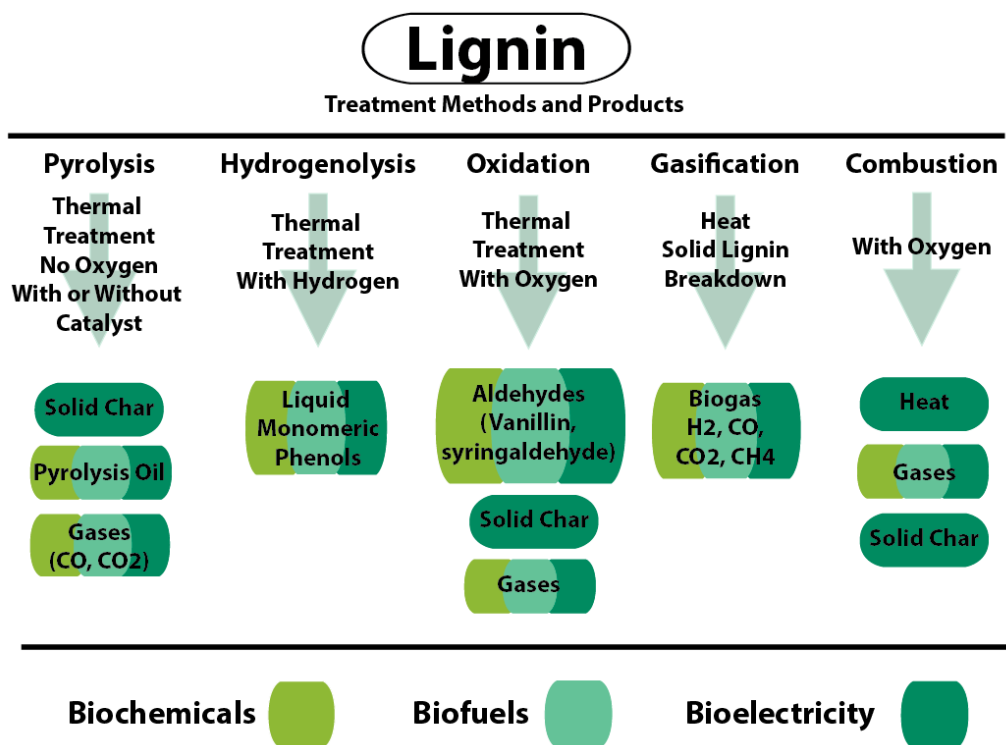 Lignin
Treatment Methods and Products
Pyrolysis
Thermal
Treatment
No Oxygen
With or Without
Catalyst
Solid Char
Pyrolysis Oil
Gases
(CO, CO2)
Hydrogenolysis
Thermal
Treatment
With Hydrogen
Liquid
Monomeric
Phenols
Oxidation
Thermal
Treatment
With Oxygen
Aldehydes
(Vanillin,
syringaldehyde)
Solid Char
Gases
Gasification
Heat
Solid Lignin
Breakdown
Biogas
H2, CO,
CO2, CH4
Combustion
With Oxygen
Heat
Gases
Solid Char
Biochemicals
Biofuels
Bioelectricity